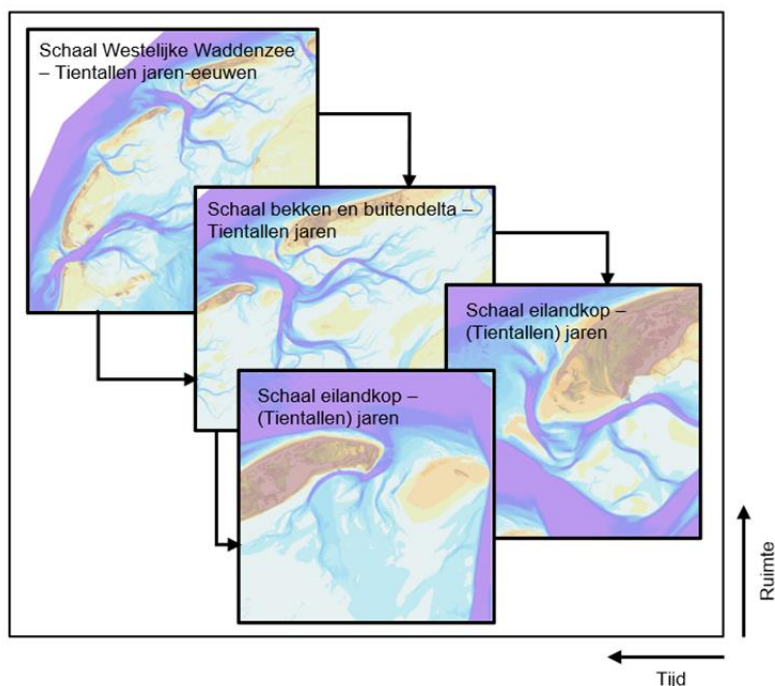 Schaal Westelijke Waddenzee
– Tientallen jaren-eeuwen
Schaal bekken en buitendelta –
Tientallen jaren
Schaal eilandkop –
(Tientallen) jaren
Schaal eilandkop –
(Tientallen) jaren
Ruimte
Tijd